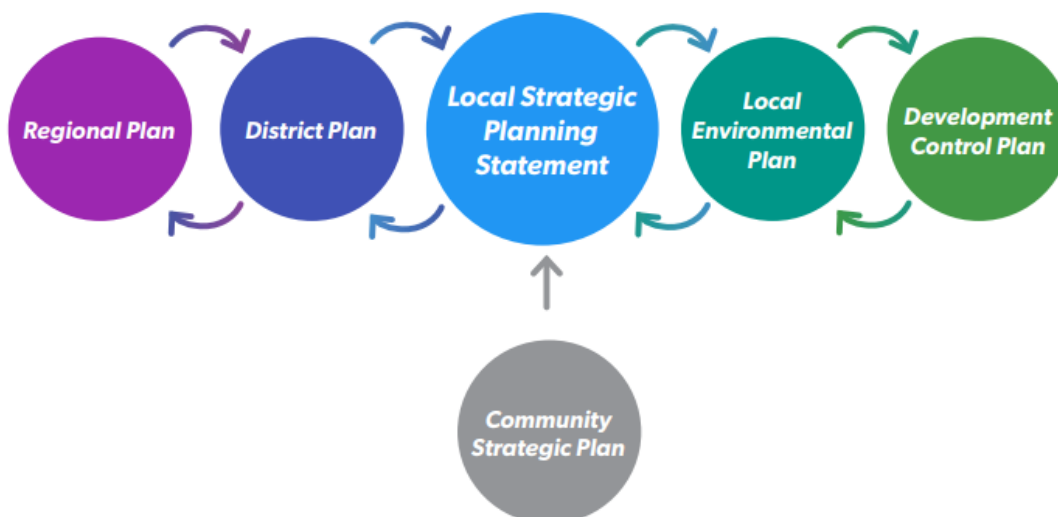 Regional Plan
District Plan
Local Strategic
Planning
Statement
Local
Environmental
Plan
Development
Control Plan
Community
Strategic Plan